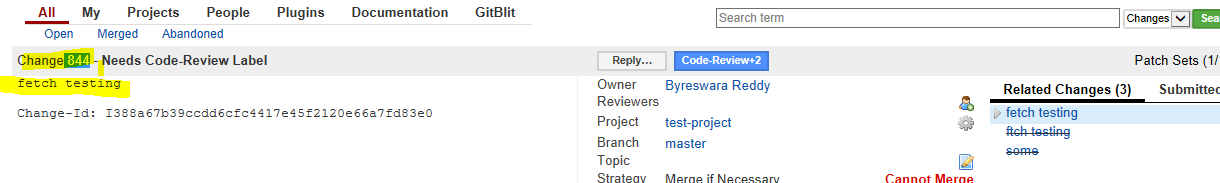 All My Projects People Plugins Documentation GitBlit
Search term Changes
Open Merged Abandoned
Change 844 - Needs Code-Review Label Reply… Code-Review+2 Patch Sets
fetch testing
Change-Id: I388a67b39ccdd6cfc4417e45f2120e66a7fd83e0
Owner Byreswara Reddy
Reviewers
Project test-project
Branch master
Topic
Strategy Merge if Necessary Cannot Merge
Related Changes (3) Submitted
fetch testing
ftch testing
some